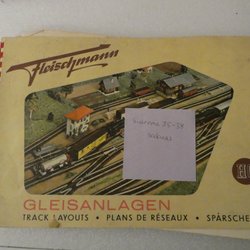 Fleischmann
GLEISANLAGEN
TRACK LAYOUTS • PLANS DE RÉSEAUX • SPÅRSCHE